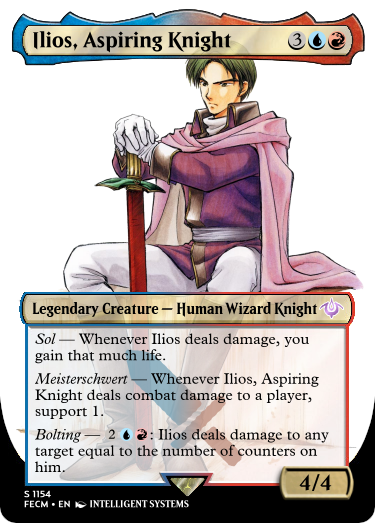 Ilios, Aspiring Knight 3
Legendary Creature — Human Wizard Knight
Sol — Whenever Ilios deals damage, you
gain that much life.
Meisterschwert — Whenever Ilios, Aspiring
Knight deals combat damage to a player,
support 1.
Bolting — 2 : Ilios deals damage to any
target equal to the number of counters on
him.
4/4
S 1154
FECM • EN INTELLIGENT SYSTEMS